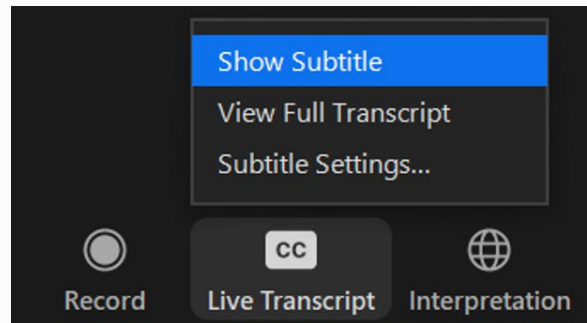 Show Subtitle
View Full Transcript
Subtitle Settings...
CC
Record
Live Transcript
Interpretation